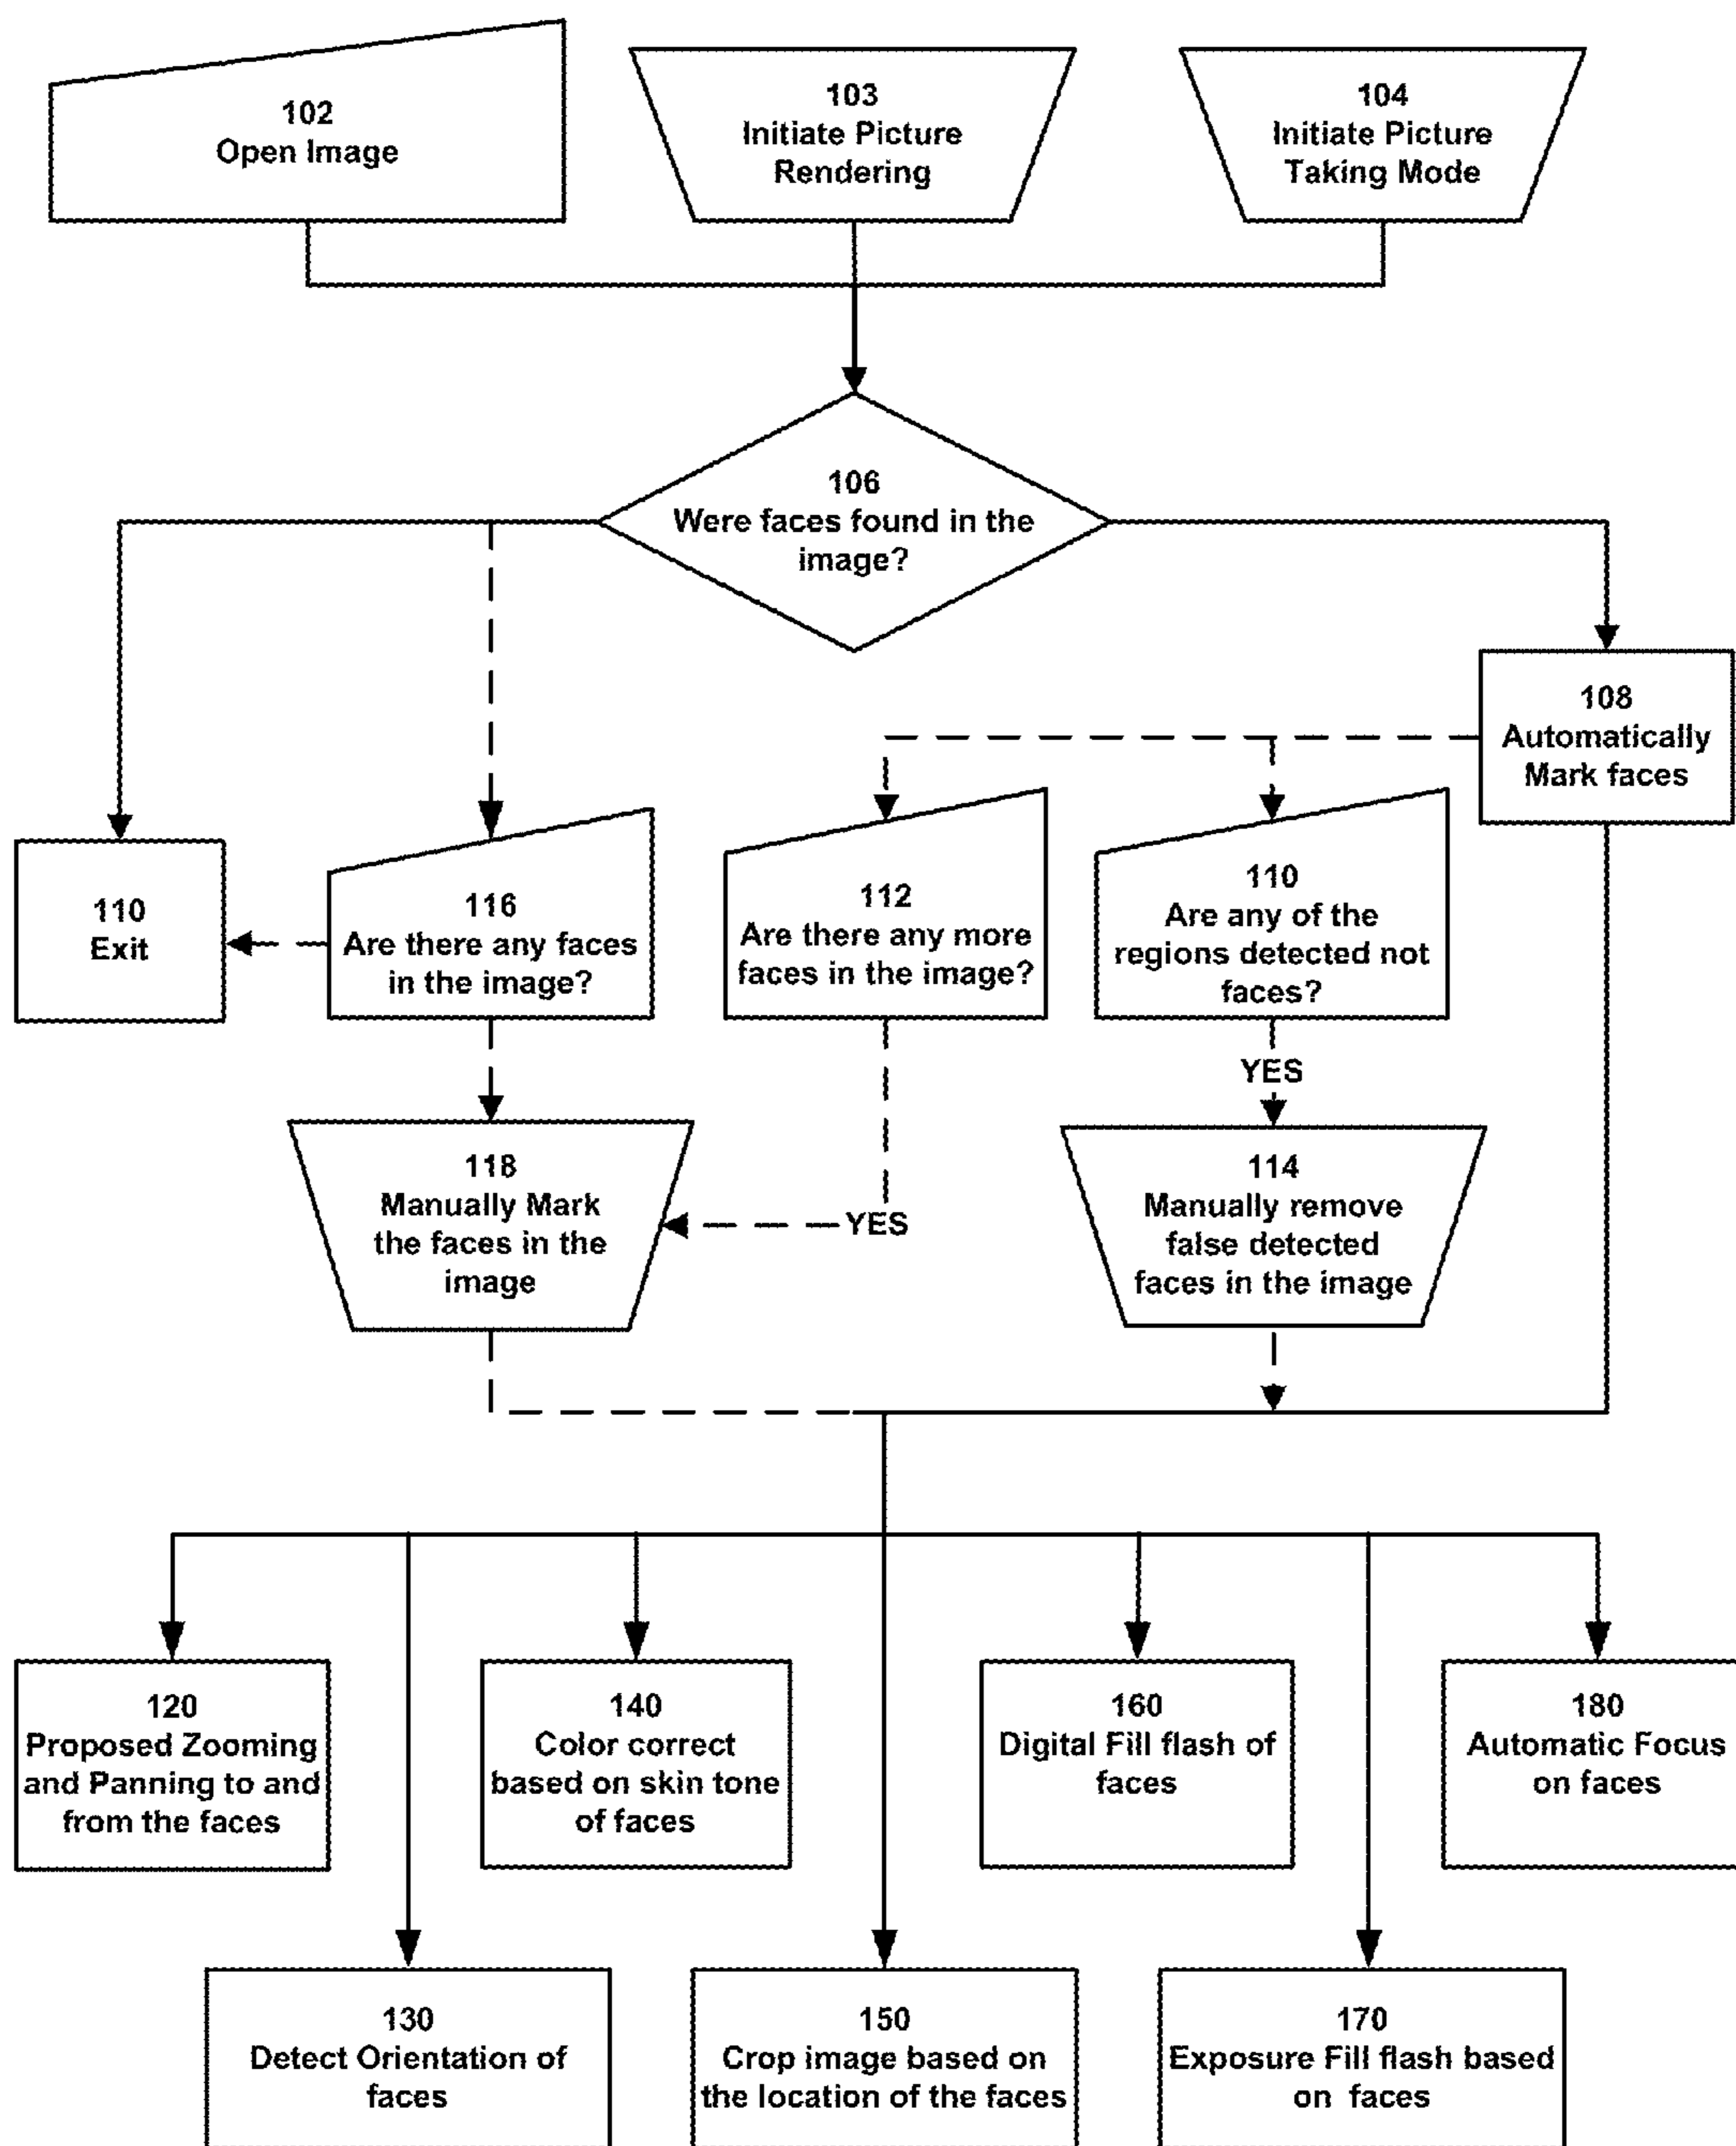 102
Open Image
103
Initiate Picture
Rendering
104
Initiate Picture
Taking Mode
106
Were faces found in the
image?
108
Automatically
Mark faces
110
Exit
116
Are there any faces
in the image?
112
Are there any more
faces in the image?
110
Are any of the
regions detected not
faces?
YES
118
Manually Mark
the faces in the
image
YES
114
Manually remove
false detected
faces in the image
120
Proposed Zooming
and Panning to and
from the faces
140
Color correct
based on skin tone
of faces
160
Digital Fill flash of
faces
180
Automatic Focus
on faces
130
Detect Orientation of
faces
150
Crop image based on
the location of the faces
170
Exposure Fill flash based
on faces